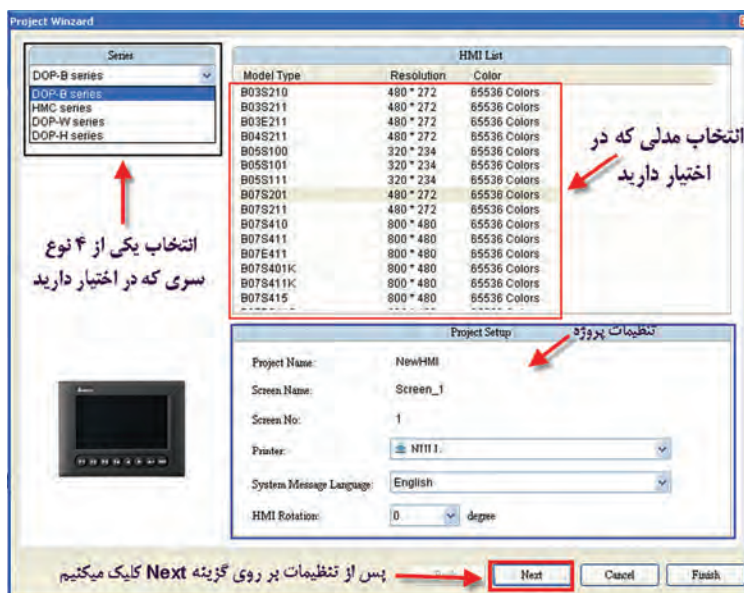 Project Winzard
Series
DOP-B series
DOP-B series
HMC series
DOP-W series
DOP-H series
انتخاب یکی از ۴ نوع
سری که در اختیار دارید
HMI List
Model Type Resolution Color
B03S210 480 * 272 65536 Colors
B03S211 480 * 272 65536 Colors
B03E211 480 * 272 65536 Colors
B04S211 480 * 272 65536 Colors
B05S100 320 * 234 65536 Colors
B05S101 320 * 234 65536 Colors
B05S111 320 * 234 65536 Colors
B07S201 480 * 272 65536 Colors
B07S211 480 * 272 65536 Colors
B07S410 800 * 480 65536 Colors
B07S411 800 * 480 65536 Colors
B07E411 800 * 480 65536 Colors
B07S401K 800 * 480 65536 Colors
B07S411K 800 * 480 65536 Colors
B07S415 800 * 480 65536 Colors
انتخاب مدلی که در
اختیار دارید
Project Setup
تنظیمات پروژه
Project Name: NewHMI
Screen Name: Screen_1
Screen No: 1
Printer:
System Message Language: English
HMI Rotation: 0 degree
پس از تنظیمات بر روی گزینه Next کلیک میکنیم
Next Cancel Finish